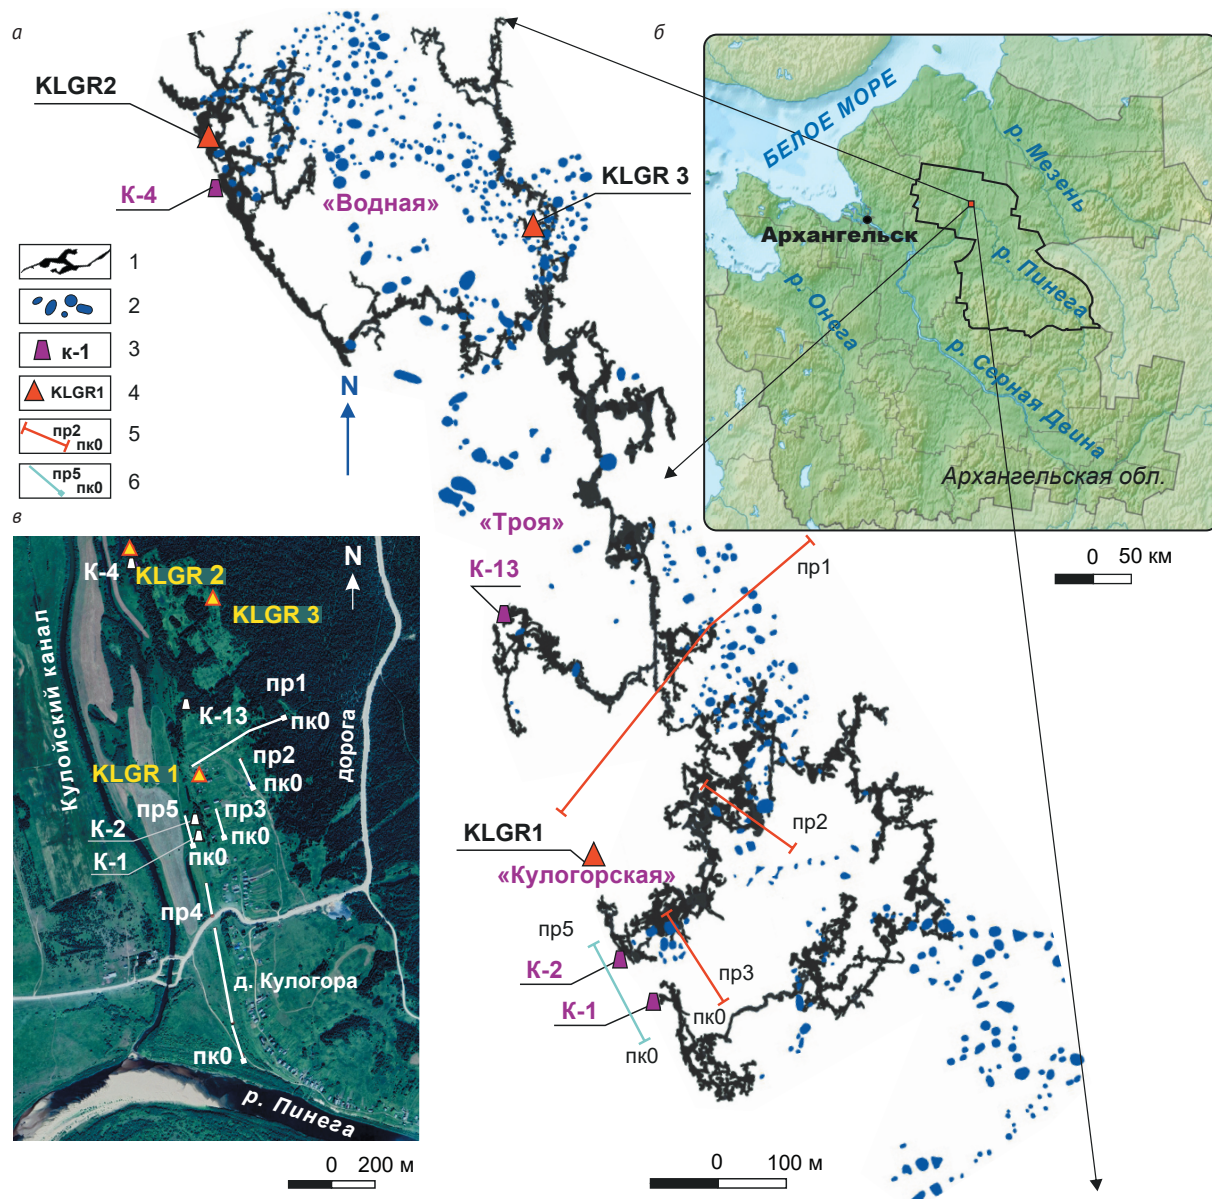 а
KLGR2
К-4
«Водная»
KLGR 3
1
2
к-1
3
KLGR1
4
пр2
пк0
5
пр5
пк0
6
N
«Троя»
К-13
пр1
KLGR1
«Кулогорская»
пр2
пр5
К-2
пр3
К-1
пк0
пк0
0 100 м
б
БЕЛОЕ МОРЕ
р. Мезень
Архангельск
р. Пинега
р. Онега
р. Серная Двина
Архангельская обл.
0 50 км
в
К-4
KLGR 2
N
KLGR 3
Кулойский канал
пр1
К-13
пк0
дорога
пр2
KLGR 1
пк0
пр5
пр3
К-2
пк0
К-1
пк0
пр4
д. Кулогора
пк0
р. Пинега
0 200 м